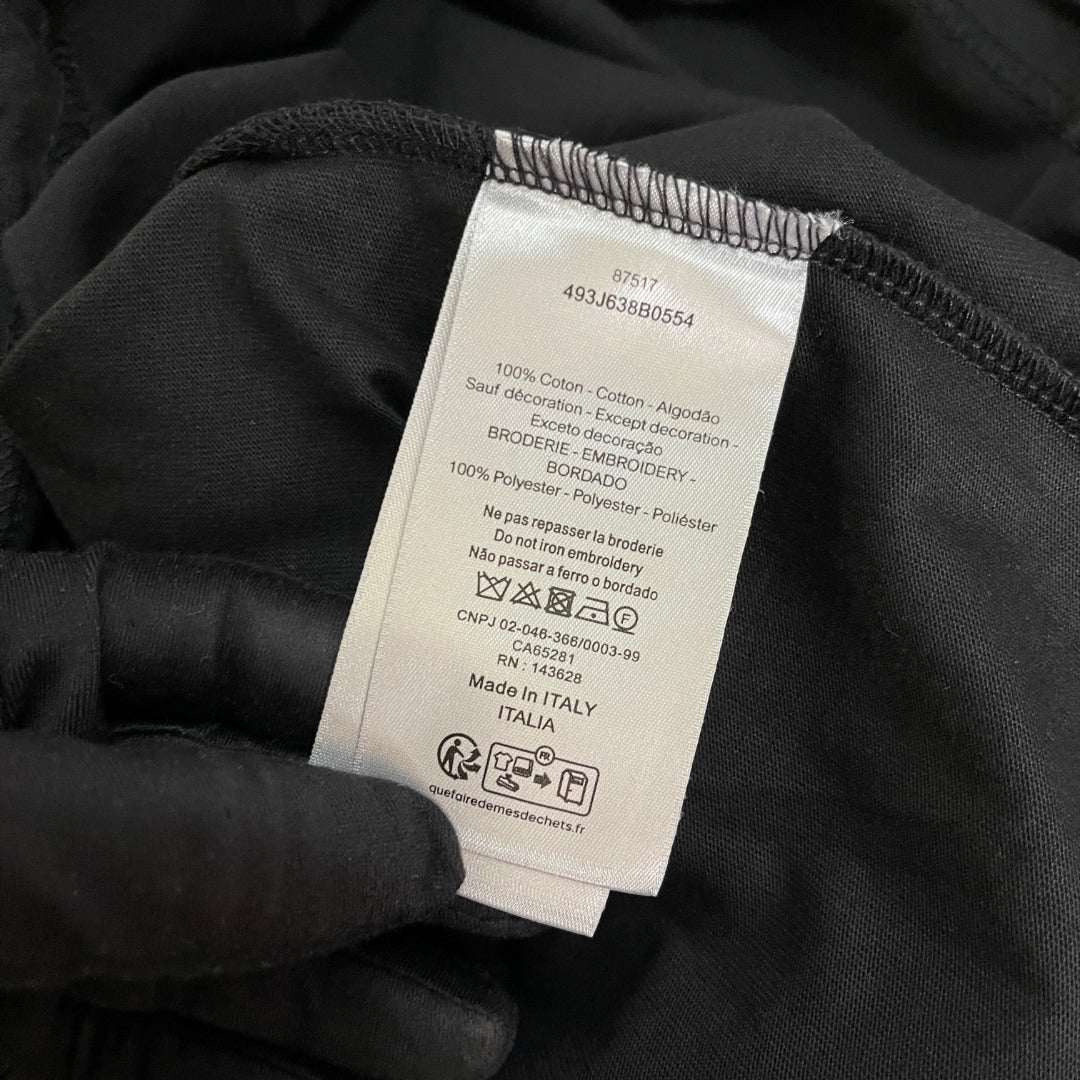 87517
493J638B0554
100% Coton - Cotton - Algodão
Sauf décoration - Except decoration -
Exceto decoração
BRODERIE - EMBROIDERY -
BORDADO
100% Polyester - Polyester - Poliéster
Ne pas repasser la broderie
Do not iron embroidery
Não passar a ferro o bordado
F
CNPJ 02-046-366/0003-99
CA65281
RN : 143628
Made In ITALY
ITALIA
FR
quefairedemesdechets.fr